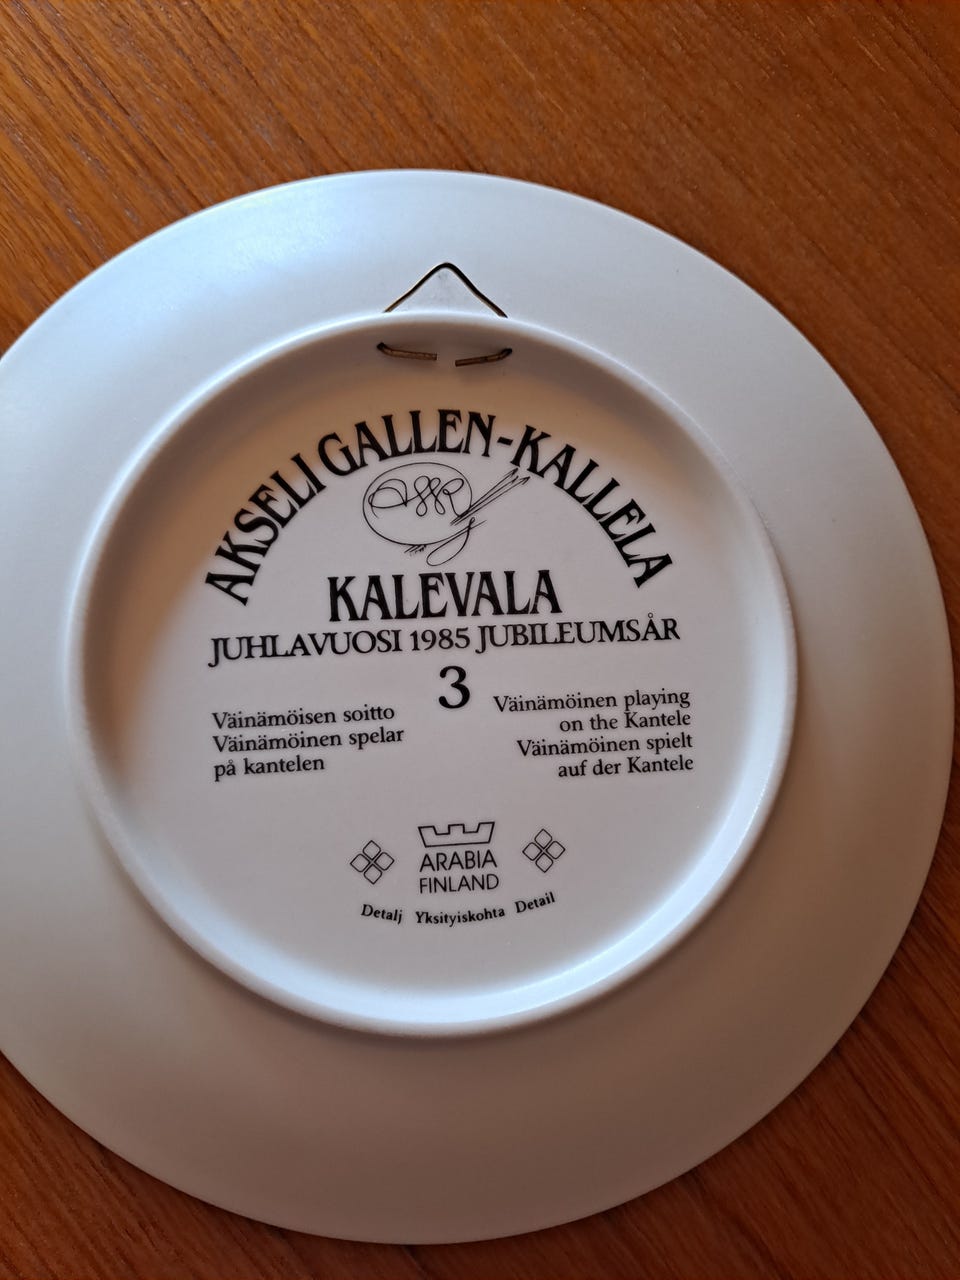 AKSELI GALLEN-KALLELA
KALEVALA
JUHLAVUOSI 1985 JUBILEUMSÅR
3
Väinämöisen soitto
Väinämöinen spelar
på kantelen
Väinämöinen playing
on the Kantele
Väinämöinen spielt
auf der Kantele
ARABIA
FINLAND
Detalj Yksityiskohta Detail